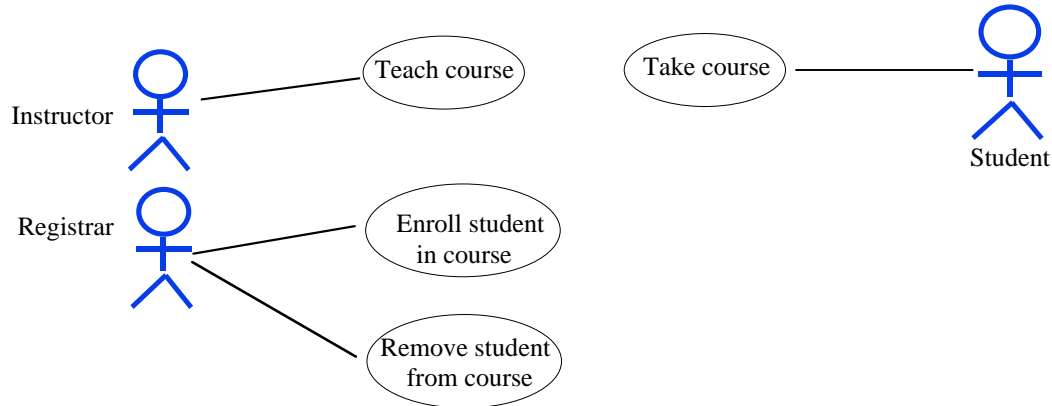 Teach course
Take course
Instructor
Student
Registrar
Enroll student
in course
Remove student
from course